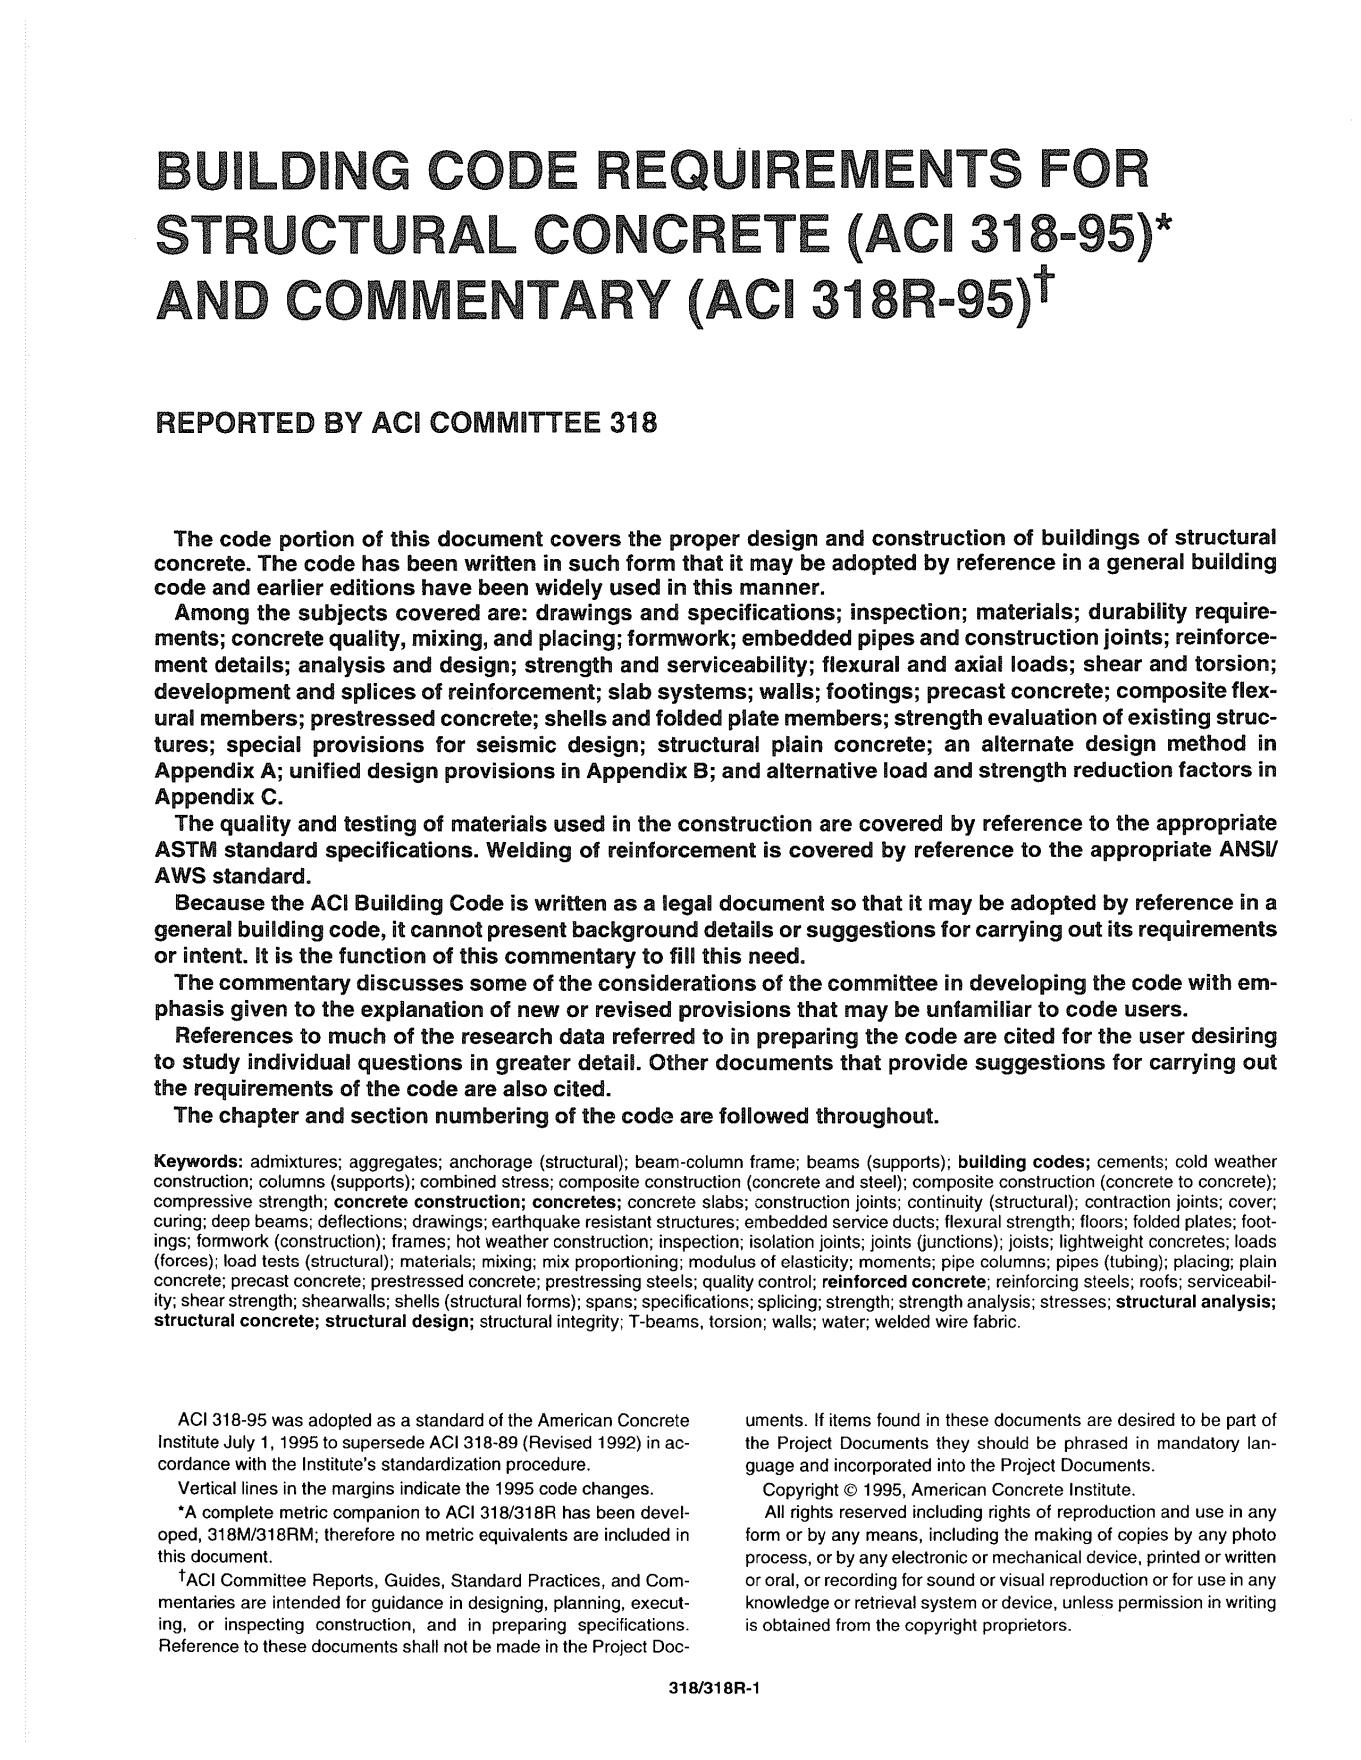 BUILDING CODE REQUIREMENTS FOR
STRUCTURAL CONCRETE (ACI 318-95)*
AND COMMENTARY (ACI 318R-95)†
REPORTED BY ACI COMMITTEE 318
The code portion of this document covers the proper design and construction of buildings of structural
concrete. The code has been written in such form that it may be adopted by reference in a general building
code and earlier editions have been widely used in this manner.
Among the subjects covered are: drawings and specifications; inspection; materials; durability require-
ments; concrete quality, mixing, and placing; formwork; embedded pipes and construction joints; reinforce-
ment details; analysis and design; strength and serviceability; flexural and axial loads; shear and torsion;
development and splices of reinforcement; slab systems; walls; footings; precast concrete; composite flex-
ural members; prestressed concrete; shells and folded plate members; strength evaluation of existing struc-
tures; special provisions for seismic design; structural plain concrete; an alternate design method in
Appendix A; unified design provisions in Appendix B; and alternative load and strength reduction factors in
Appendix C.
The quality and testing of materials used in the construction are covered by reference to the appropriate
ASTM standard specifications. Welding of reinforcement is covered by reference to the appropriate ANSI/
AWS standard.
Because the ACI Building Code is written as a legal document so that it may be adopted by reference in a
general building code, it cannot present background details or suggestions for carrying out its requirements
or intent. It is the function of this commentary to fill this need.
The commentary discusses some of the considerations of the committee in developing the code with em-
phasis given to the explanation of new or revised provisions that may be unfamiliar to code users.
References to much of the research data referred to in preparing the code are cited for the user desiring
to study individual questions in greater detail. Other documents that provide suggestions for carrying out
the requirements of the code are also cited.
The chapter and section numbering of the code are followed throughout.
Keywords: admixtures; aggregates; anchorage (structural); beam-column frame; beams (supports); building codes; cements; cold weather
construction; columns (supports); combined stress; composite construction (concrete and steel); composite construction (concrete to concrete);
compressive strength; concrete construction; concretes; concrete slabs; construction joints; continuity (structural); contraction joints; cover;
curing; deep beams; deflections; drawings; earthquake resistant structures; embedded service ducts; flexural strength; floors; folded plates; foot-
ings; formwork (construction); frames; hot weather construction; inspection; isolation joints; joints (junctions); joists; lightweight concretes; loads
(forces); load tests (structural); materials; mixing; mix proportioning; modulus of elasticity; moments; pipe columns; pipes (tubing); placing; plain
concrete; precast concrete; prestressed concrete; prestressing steels; quality control; reinforced concrete; reinforcing steels; roofs; serviceabil-
ity; shear strength; shearwalls; shells (structural forms); spans; specifications; splicing; strength; strength analysis; stresses; structural analysis;
structural concrete; structural design; structural integrity; T-beams, torsion; walls; water; welded wire fabric.
ACI 318-95 was adopted as a standard of the American Concrete
Institute July 1, 1995 to supersede ACI 318-89 (Revised 1992) in ac-
cordance with the Institute's standardization procedure.
Vertical lines in the margins indicate the 1995 code changes.
*A complete metric companion to ACI 318/318R has been devel-
oped, 318M/318RM; therefore no metric equivalents are included in
this document.
†ACI Committee Reports, Guides, Standard Practices, and Com-
mentaries are intended for guidance in designing, planning, execut-
ing, or inspecting construction, and in preparing specifications.
Reference to these documents shall not be made in the Project Doc-
uments. If items found in these documents are desired to be part of
the Project Documents they should be phrased in mandatory lan-
guage and incorporated into the Project Documents.
Copyright © 1995, American Concrete Institute.
All rights reserved including rights of reproduction and use in any
form or by any means, including the making of copies by any photo
process, or by any electronic or mechanical device, printed or written
or oral, or recording for sound or visual reproduction or for use in any
knowledge or retrieval system or device, unless permission in writing
is obtained from the copyright proprietors.
318/318R-1